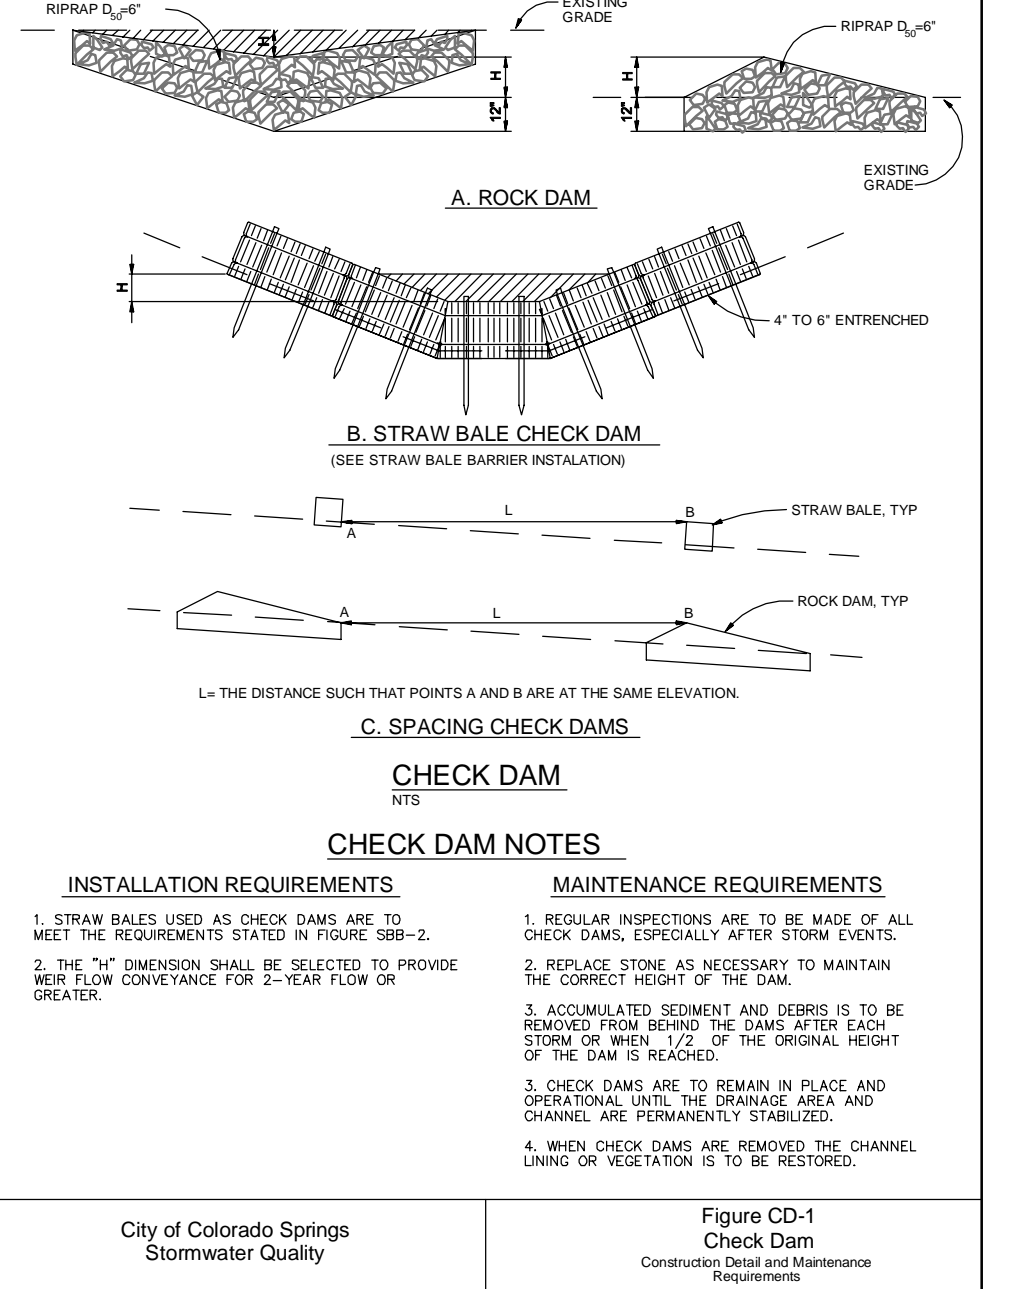 RIPRAP D50=6"
EXISTING
GRADE
RIPRAP D50=6"
H
H
12"
H
12"
EXISTING
GRADE
A. ROCK DAM
H
4" TO 6" ENTRENCHED
B. STRAW BALE CHECK DAM
(SEE STRAW BALE BARRIER INSTALATION)
L
B
STRAW BALE, TYP
A
ROCK DAM, TYP
A
L
B
L= THE DISTANCE SUCH THAT POINTS A AND B ARE AT THE SAME ELEVATION.
C. SPACING CHECK DAMS
CHECK DAM
NTS
CHECK DAM NOTES
INSTALLATION REQUIREMENTS
1. STRAW BALES USED AS CHECK DAMS ARE TO
MEET THE REQUIREMENTS STATED IN FIGURE SBB-2.
2. THE "H" DIMENSION SHALL BE SELECTED TO PROVIDE
WEIR FLOW CONVEYANCE FOR 2-YEAR FLOW OR
GREATER.
MAINTENANCE REQUIREMENTS
1. REGULAR INSPECTIONS ARE TO BE MADE OF ALL
CHECK DAMS, ESPECIALLY AFTER STORM EVENTS.
2. REPLACE STONE AS NECESSARY TO MAINTAIN
THE CORRECT HEIGHT OF THE DAM.
3. ACCUMULATED SEDIMENT AND DEBRIS IS TO BE
REMOVED FROM BEHIND THE DAMS AFTER EACH
STORM OR WHEN 1/2 OF THE ORIGINAL HEIGHT
OF THE DAM IS REACHED.
3. CHECK DAMS ARE TO REMAIN IN PLACE AND
OPERATIONAL UNTIL THE DRAINAGE AREA AND
CHANNEL ARE PERMANENTLY STABILIZED.
4. WHEN CHECK DAMS ARE REMOVED THE CHANNEL
LINING OR VEGETATION IS TO BE RESTORED.
City of Colorado Springs
Stormwater Quality
Figure CD-1
Check Dam
Construction Detail and Maintenance
Requirements